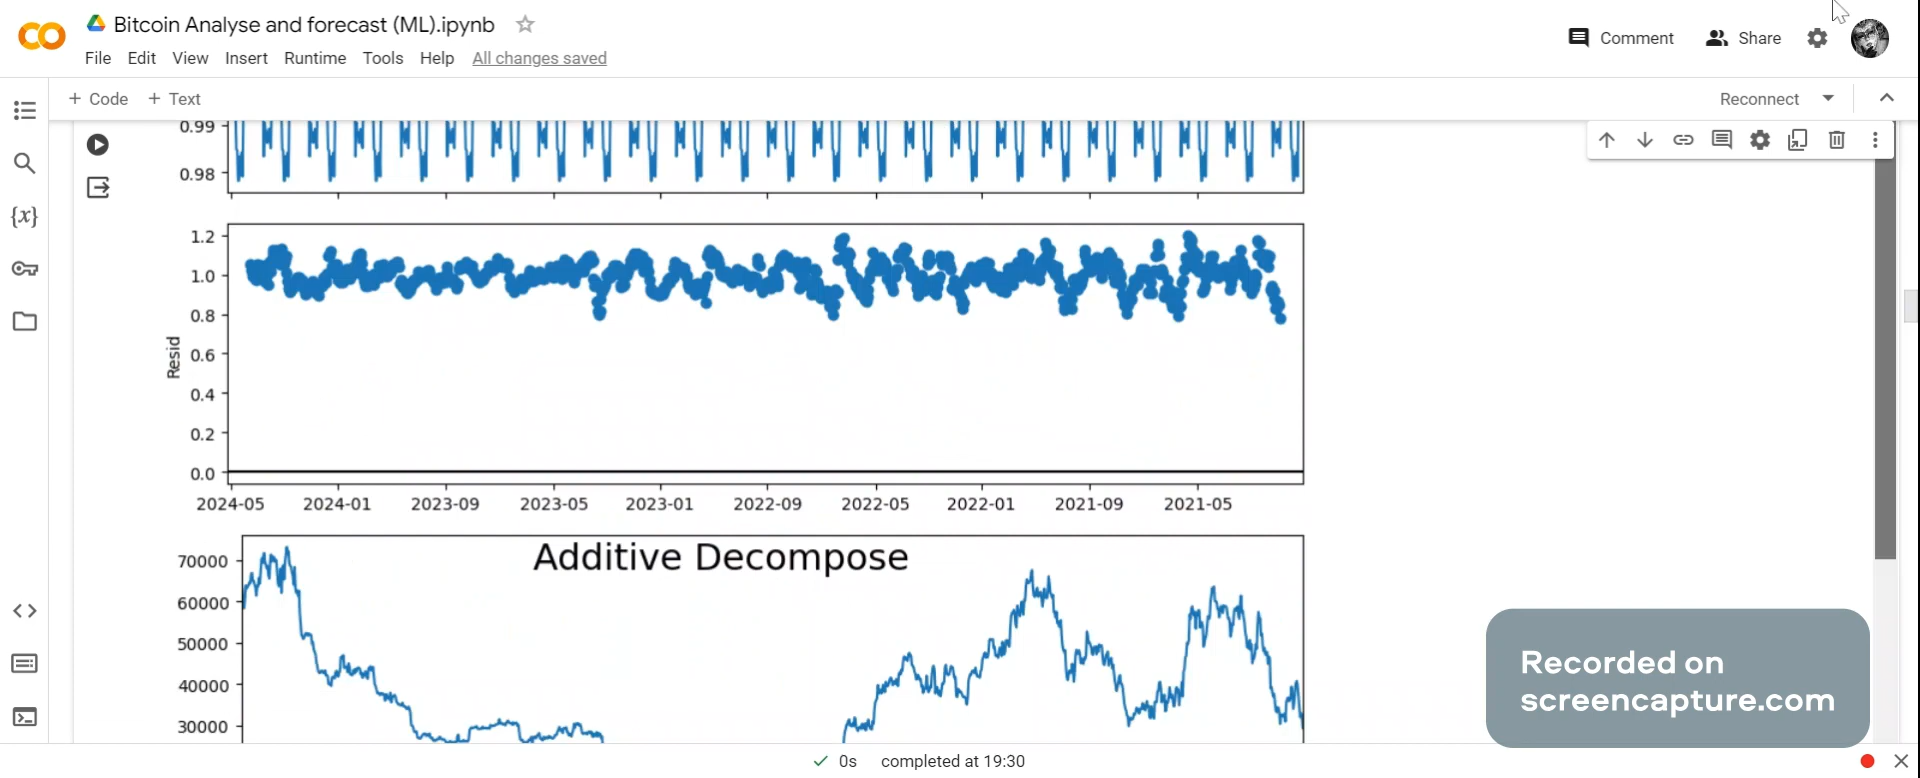 Bitcoin Analyse and forecast (ML).ipynb
Comment Share
File Edit View Insert Runtime Tools Help All changes saved
+ Code + Text
Reconnect
0.99
0.98
{x}
1.2
1.0
0.8
0.6
0.4
0.2
0.0
Resid
2024-05 2024-01 2023-09 2023-05 2023-01 2022-09 2022-05 2022-01 2021-09 2021-05
Additive Decompose
70000
60000
50000
40000
30000
Recorded on
screencapture.com
0s completed at 19:30